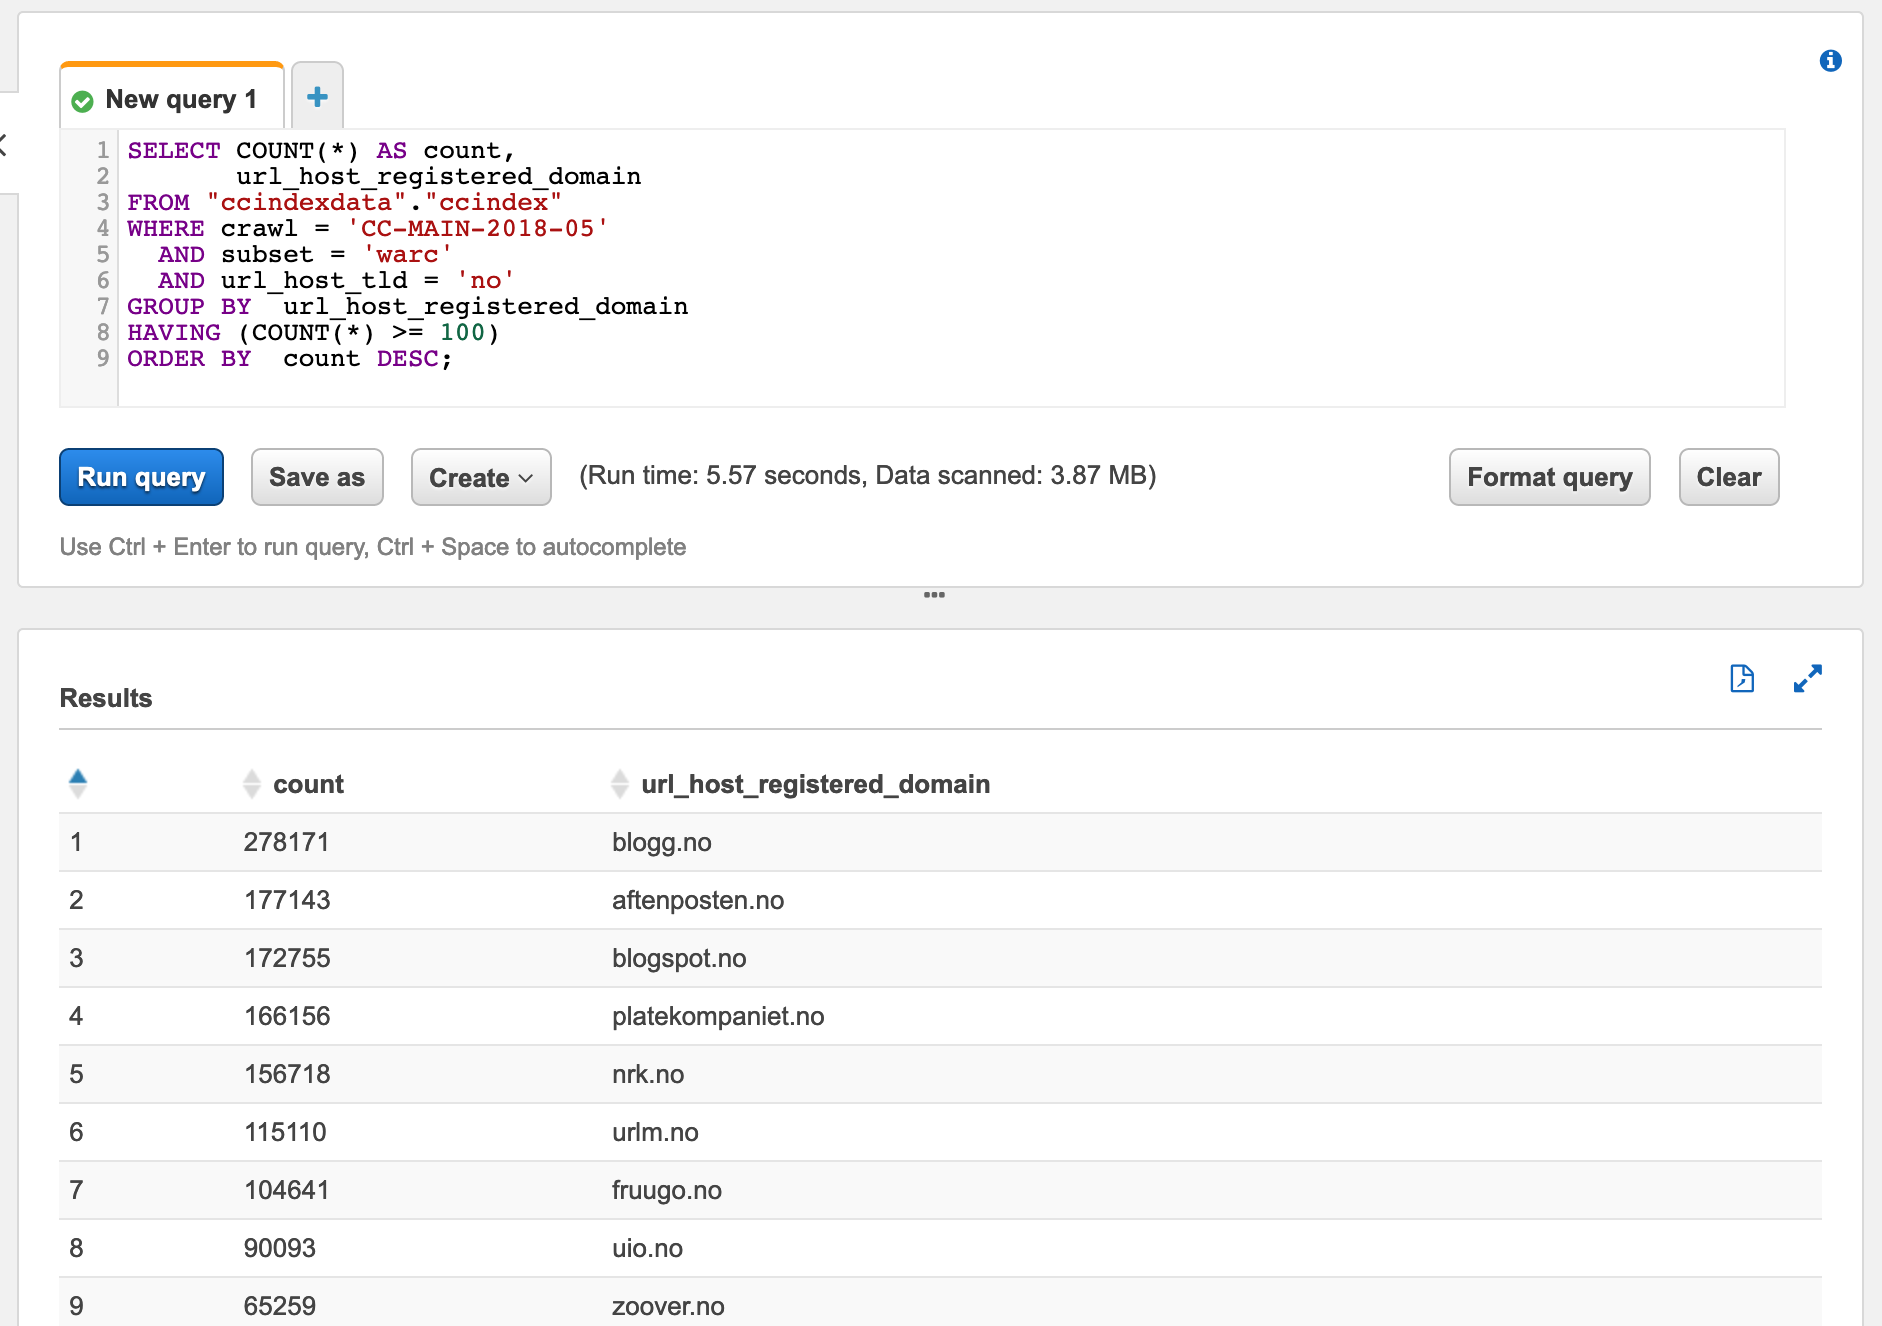 New query 1
+
1 SELECT COUNT(*) AS count,
2 url_host_registered_domain
3 FROM "ccindexdata"."ccindex"
4 WHERE crawl = 'CC-MAIN-2018-05'
5 AND subset = 'warc'
6 AND url_host_tld = 'no'
7 GROUP BY url_host_registered_domain
8 HAVING (COUNT(*) >= 100)
9 ORDER BY count DESC;
Run query Save as Create (Run time: 5.57 seconds, Data scanned: 3.87 MB) Format query Clear
Use Ctrl + Enter to run query, Ctrl + Space to autocomplete
Results
count url_host_registered_domain
1 278171 blogg.no
2 177143 aftenposten.no
3 172755 blogspot.no
4 166156 platekompaniet.no
5 156718 nrk.no
6 115110 urlm.no
7 104641 fruugo.no
8 90093 uio.no
9 65259 zoover.no